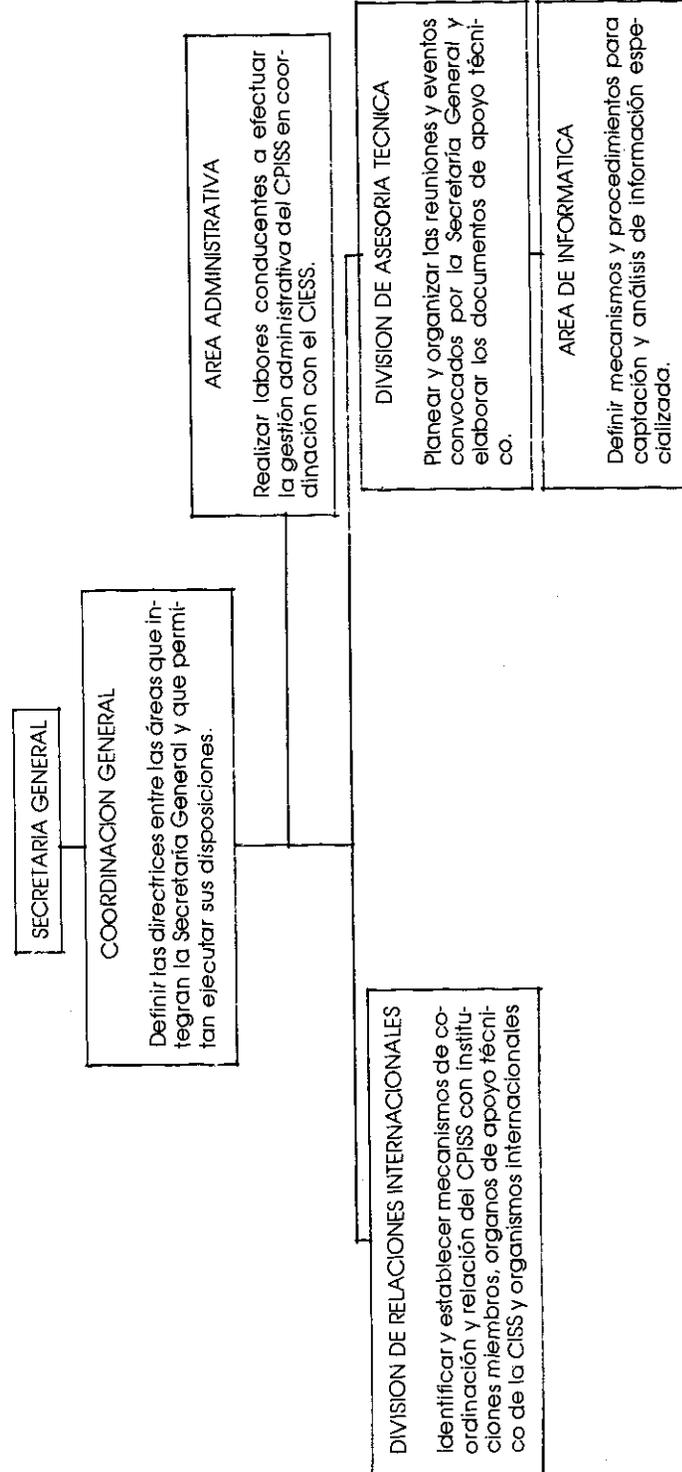 SECRETARIA GENERAL
COORDINACION GENERAL
Definir las directrices entre las áreas que in-
tegran la Secretaría General y que permi-
tan ejecutar sus disposiciones.
AREA ADMINISTRATIVA
Realizar labores conducentes a efectuar
la gestión administrativa del CPISS en coor-
dinación con el CIESS.
DIVISION DE RELACIONES INTERNACIONALES
Identificar y establecer mecanismos de co-
ordinación y relación del CPISS con institu-
ciones miembros, organos de apoyo técni-
co de la CISS y organismos internacionales
DIVISION DE ASESORIA TECNICA
Planear y organizar las reuniones y eventos
convocados por la Secretaría General y
elaborar los documentos de apoyo técni-
co.
AREA DE INFORMATICA
Definir mecanismos y procedimientos para
captación y análisis de información espe-
cializada.